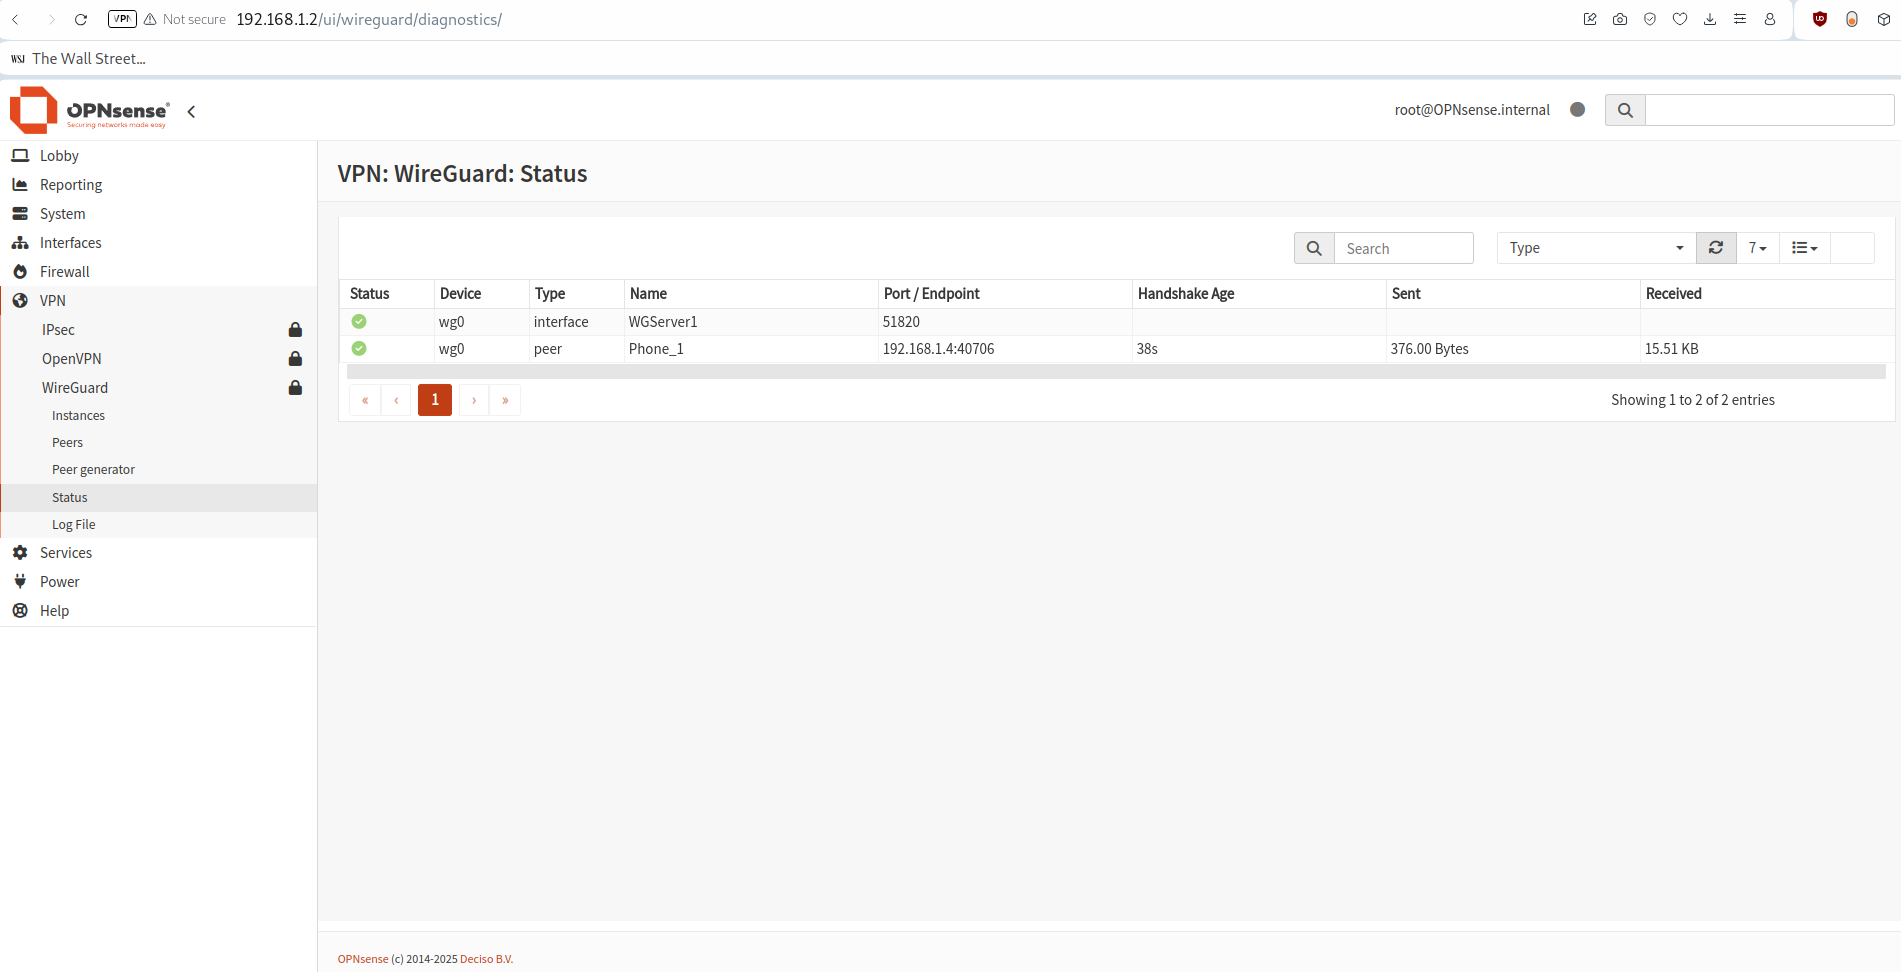 VPN Not secure 192.168.1.2/ui/wireguard/diagnostics/
WSJ The Wall Street...
OPNsense®
Securing networks made easy
root@OPNsense.internal
Lobby
Reporting
System
Interfaces
Firewall
VPN
IPsec
OpenVPN
WireGuard
Instances
Peers
Peer generator
Status
Log File
Services
Power
Help
VPN: WireGuard: Status
Search Type 7
Status Device Type Name Port / Endpoint Handshake Age Sent Received
wg0 interface WGServer1 51820
wg0 peer Phone_1 192.168.1.4:40706 38s 376.00 Bytes 15.51 KB
« ‹ 1 › » Showing 1 to 2 of 2 entries
OPNsense (c) 2014-2025 Deciso B.V.